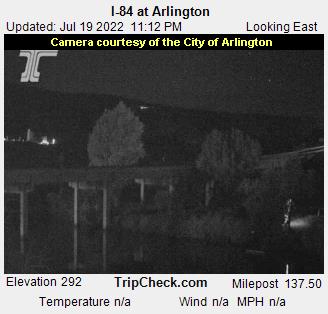 I-84 at Arlington
Updated: Jul 19 2022 11:12 PM Looking East
Camera courtesy of the City of Arlington
Elevation 292 TripCheck.com Milepost 137.50
Temperature n/a Wind n/a MPH n/a